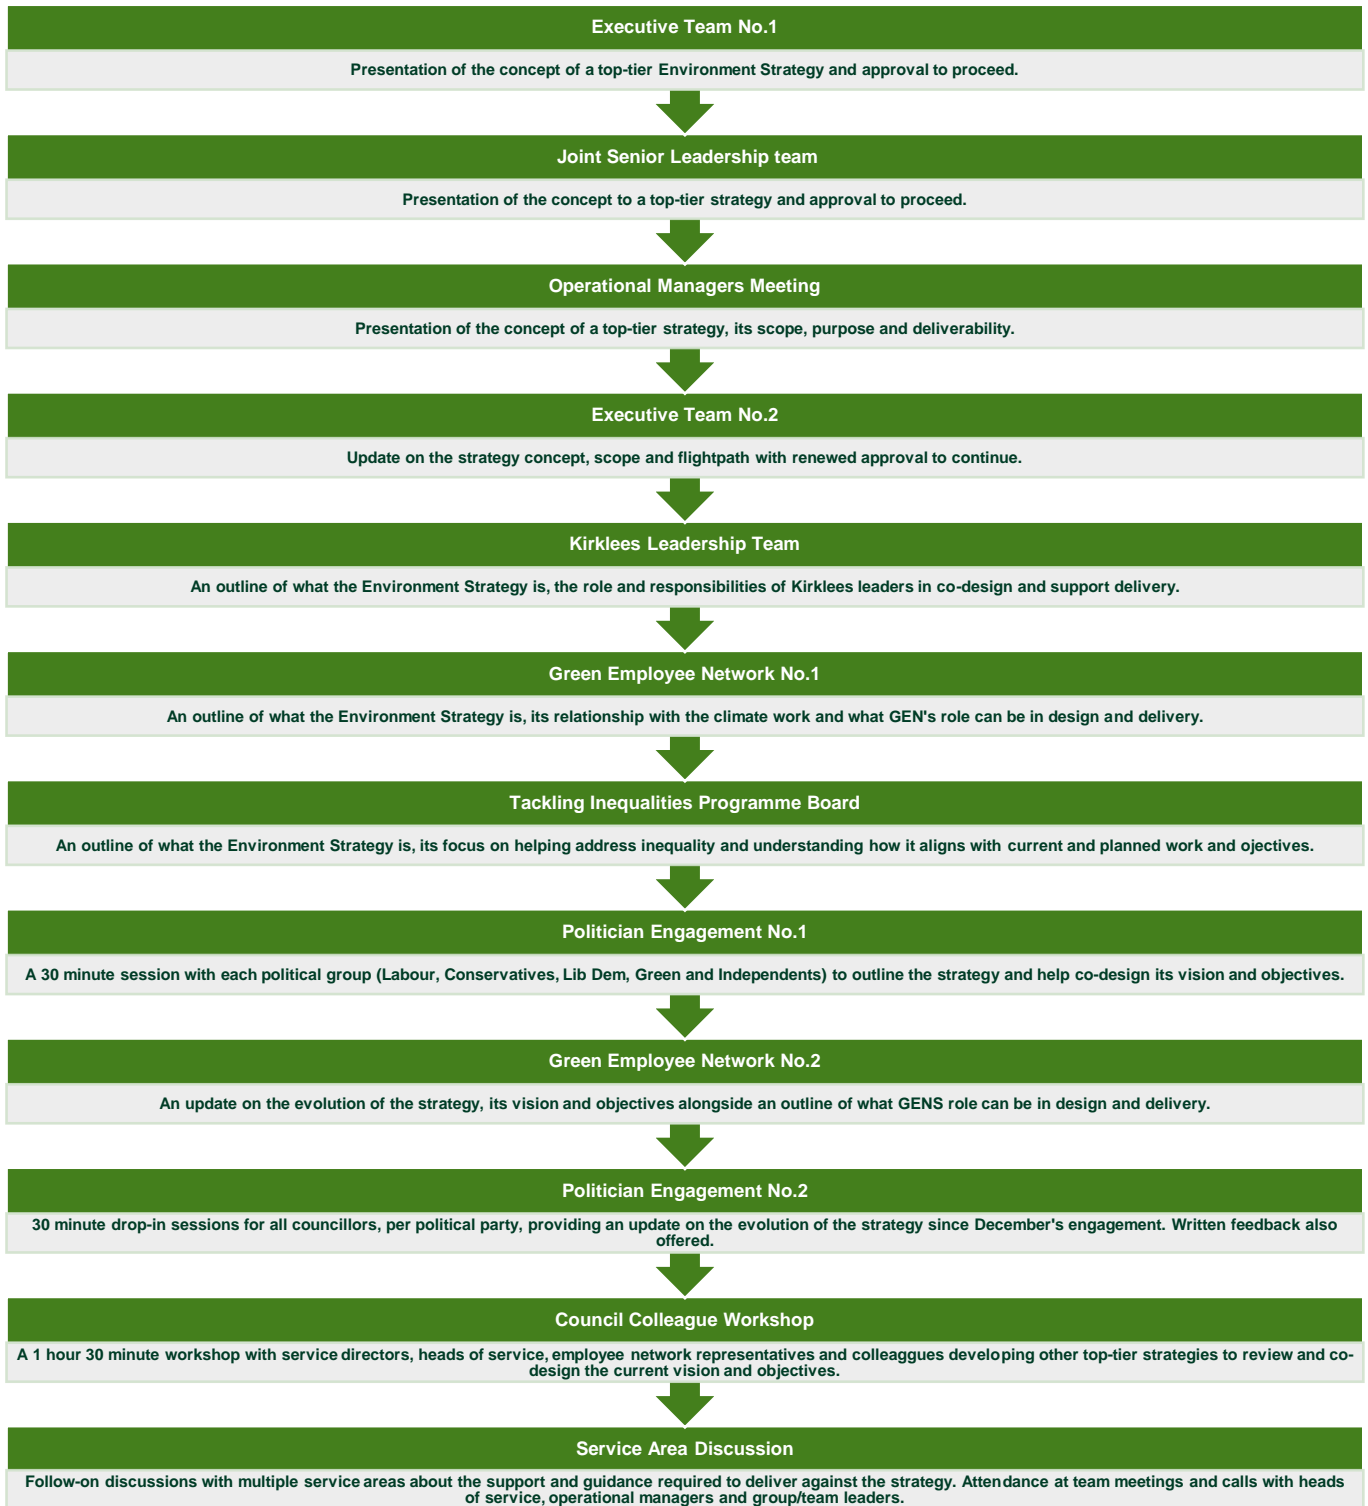 Executive Team No.1
Presentation of the concept of a top-tier Environment Strategy and approval to proceed.
Joint Senior Leadership team
Presentation of the concept to a top-tier strategy and approval to proceed.
Operational Managers Meeting
Presentation of the concept of a top-tier strategy, its scope, purpose and deliverability.
Executive Team No.2
Update on the strategy concept, scope and flightpath with renewed approval to continue.
Kirklees Leadership Team
An outline of what the Environment Strategy is, the role and responsibilities of Kirklees leaders in co-design and support delivery.
Green Employee Network No.1
An outline of what the Environment Strategy is, its relationship with the climate work and what GEN's role can be in design and delivery.
Tackling Inequalities Programme Board
An outline of what the Environment Strategy is, its focus on helping address inequality and understanding how it aligns with current and planned work and ojectives.
Politician Engagement No.1
A 30 minute session with each political group (Labour, Conservatives, Lib Dem, Green and Independents) to outline the strategy and help co-design its vision and objectives.
Green Employee Network No.2
An update on the evolution of the strategy, its vision and objectives alongside an outline of what GENS role can be in design and delivery.
Politician Engagement No.2
30 minute drop-in sessions for all councillors, per political party, providing an update on the evolution of the strategy since December's engagement. Written feedback also
offered.
Council Colleague Workshop
A 1 hour 30 minute workshop with service directors, heads of service, employee network representatives and colleaggues developing other top-tier strategies to review and co-
design the current vision and objectives.
Service Area Discussion
Follow-on discussions with multiple service areas about the support and guidance required to deliver against the strategy. Attendance at team meetings and calls with heads
of service, operational managers and group/team leaders.